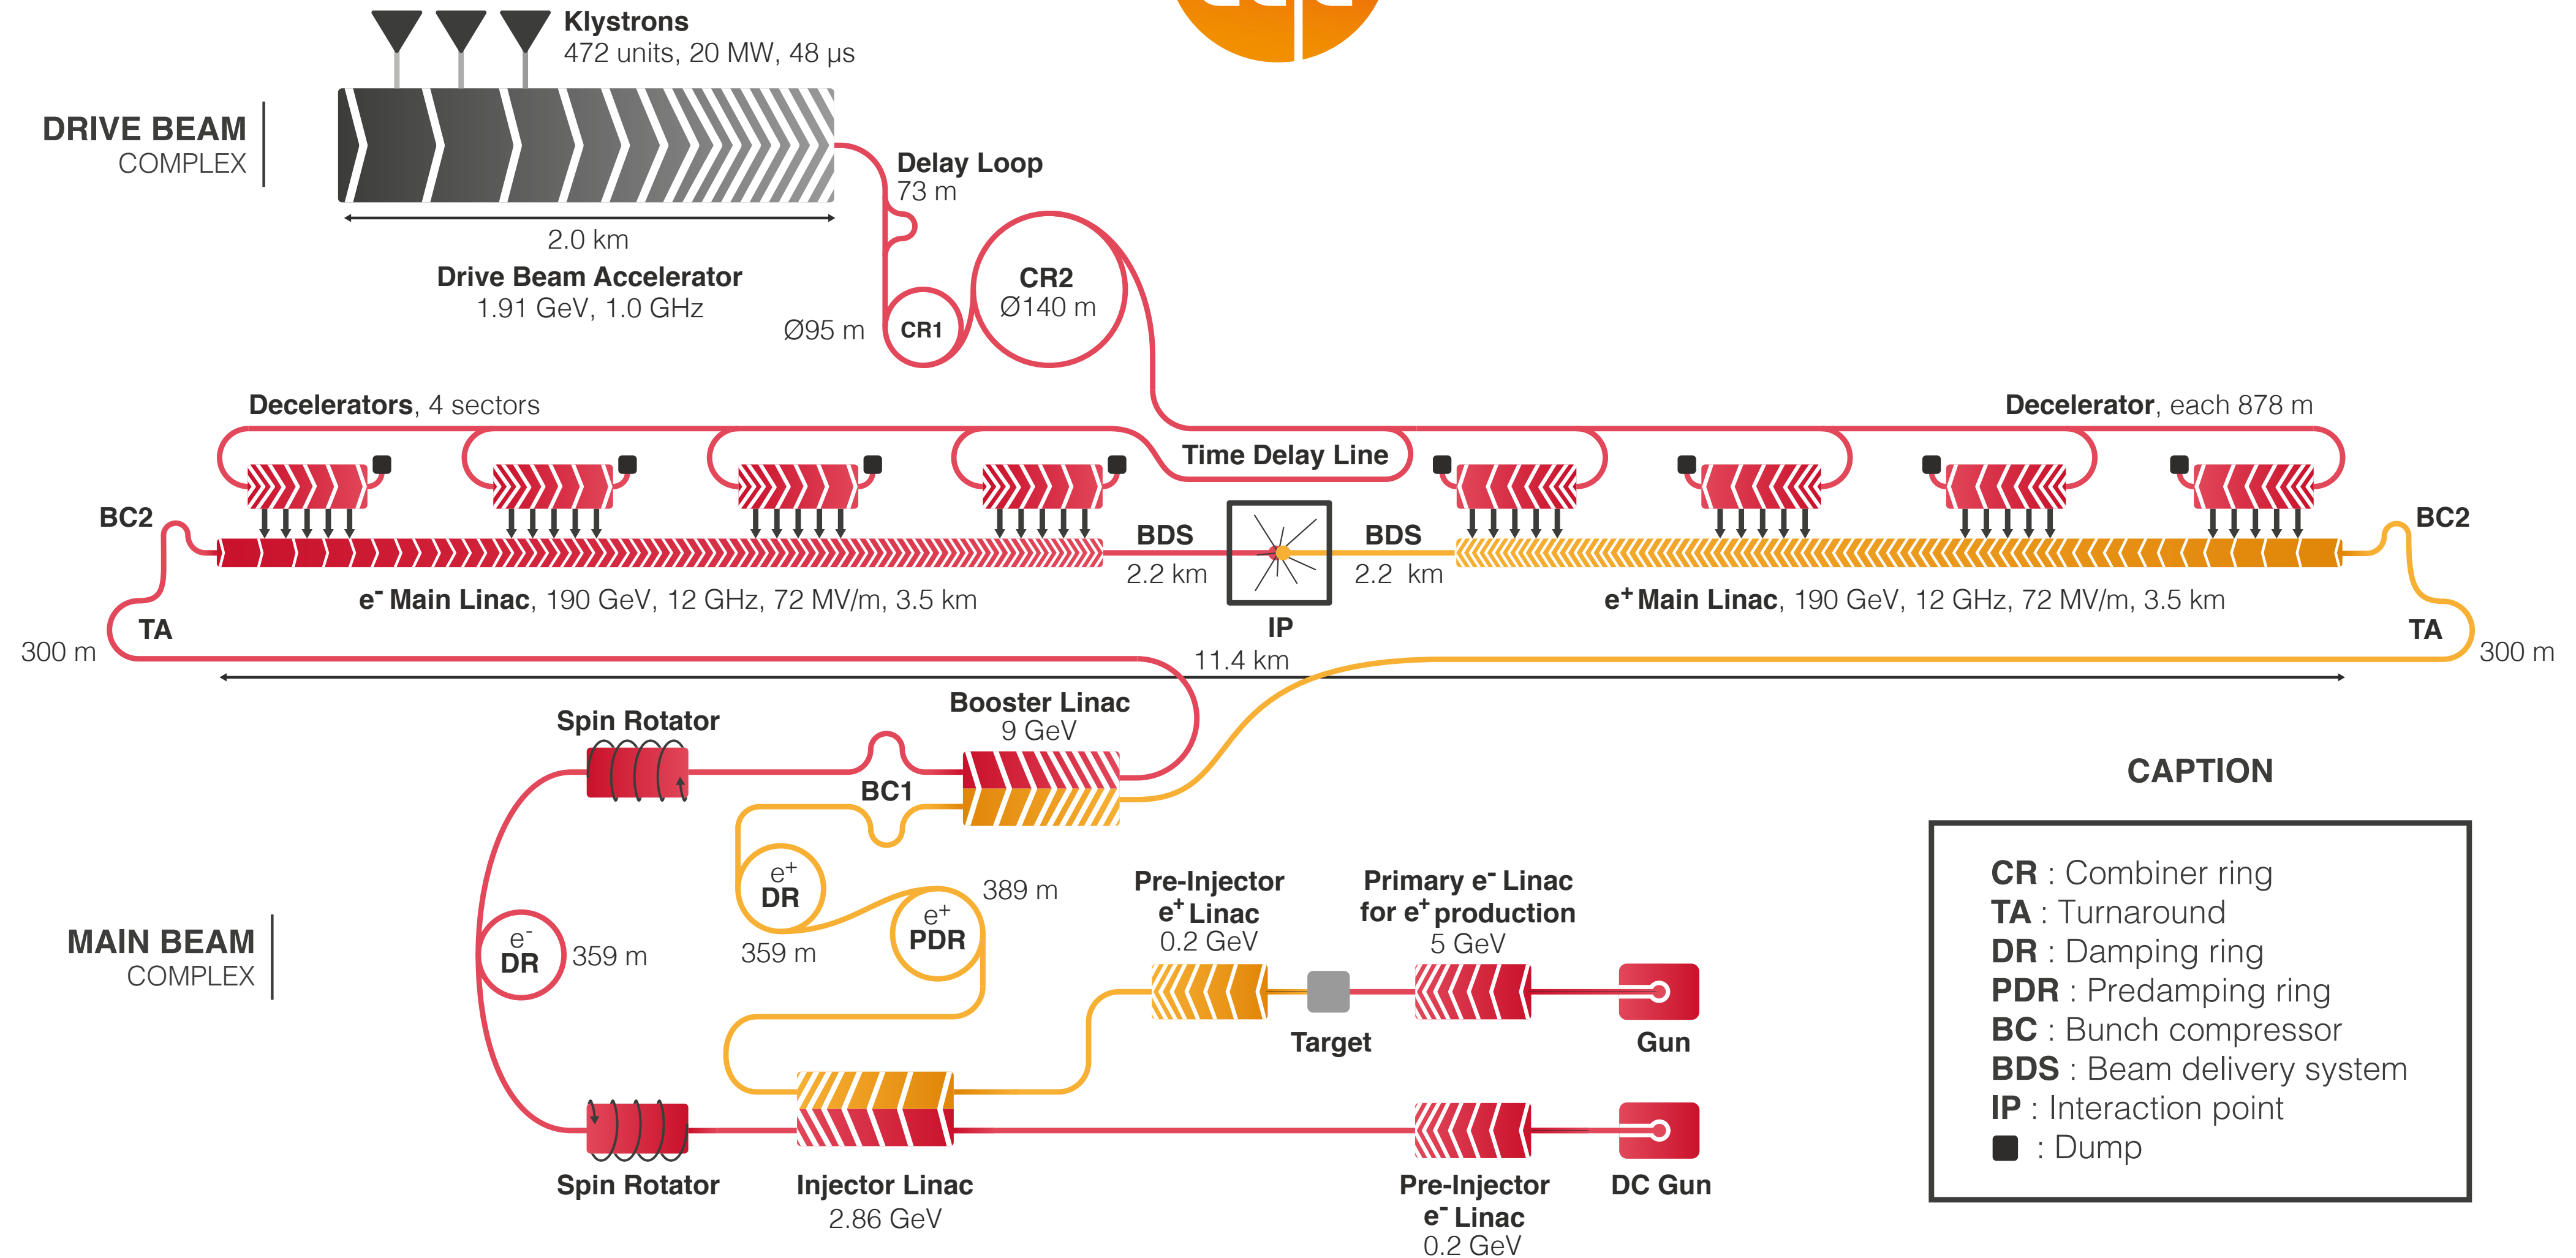 Klystrons
472 units, 20 MW, 48 µs
DRIVE BEAM
COMPLEX
Delay Loop
73 m
2.0 km
Drive Beam Accelerator
1.91 GeV, 1.0 GHz
CR2
Ø140 m
Ø95 m
CR1
Decelerators, 4 sectors
Decelerator, each 878 m
Time Delay Line
BC2
BDS
2.2 km
BDS
2.2 km
BC2
e- Main Linac, 190 GeV, 12 GHz, 72 MV/m, 3.5 km
e+ Main Linac, 190 GeV, 12 GHz, 72 MV/m, 3.5 km
IP
TA
TA
300 m
11.4 km
300 m
Booster Linac
9 GeV
Spin Rotator
BC1
CAPTION
CR : Combiner ring
TA : Turnaround
DR : Damping ring
PDR : Predamping ring
BC : Bunch compressor
BDS : Beam delivery system
IP : Interaction point
: Dump
MAIN BEAM
COMPLEX
e-
DR
359 m
e+
DR
359 m
e+
PDR
389 m
Pre-Injector
e+ Linac
0.2 GeV
Primary e- Linac
for e+ production
5 GeV
Target
Gun
Spin Rotator
Injector Linac
2.86 GeV
Pre-Injector
e- Linac
0.2 GeV
DC Gun